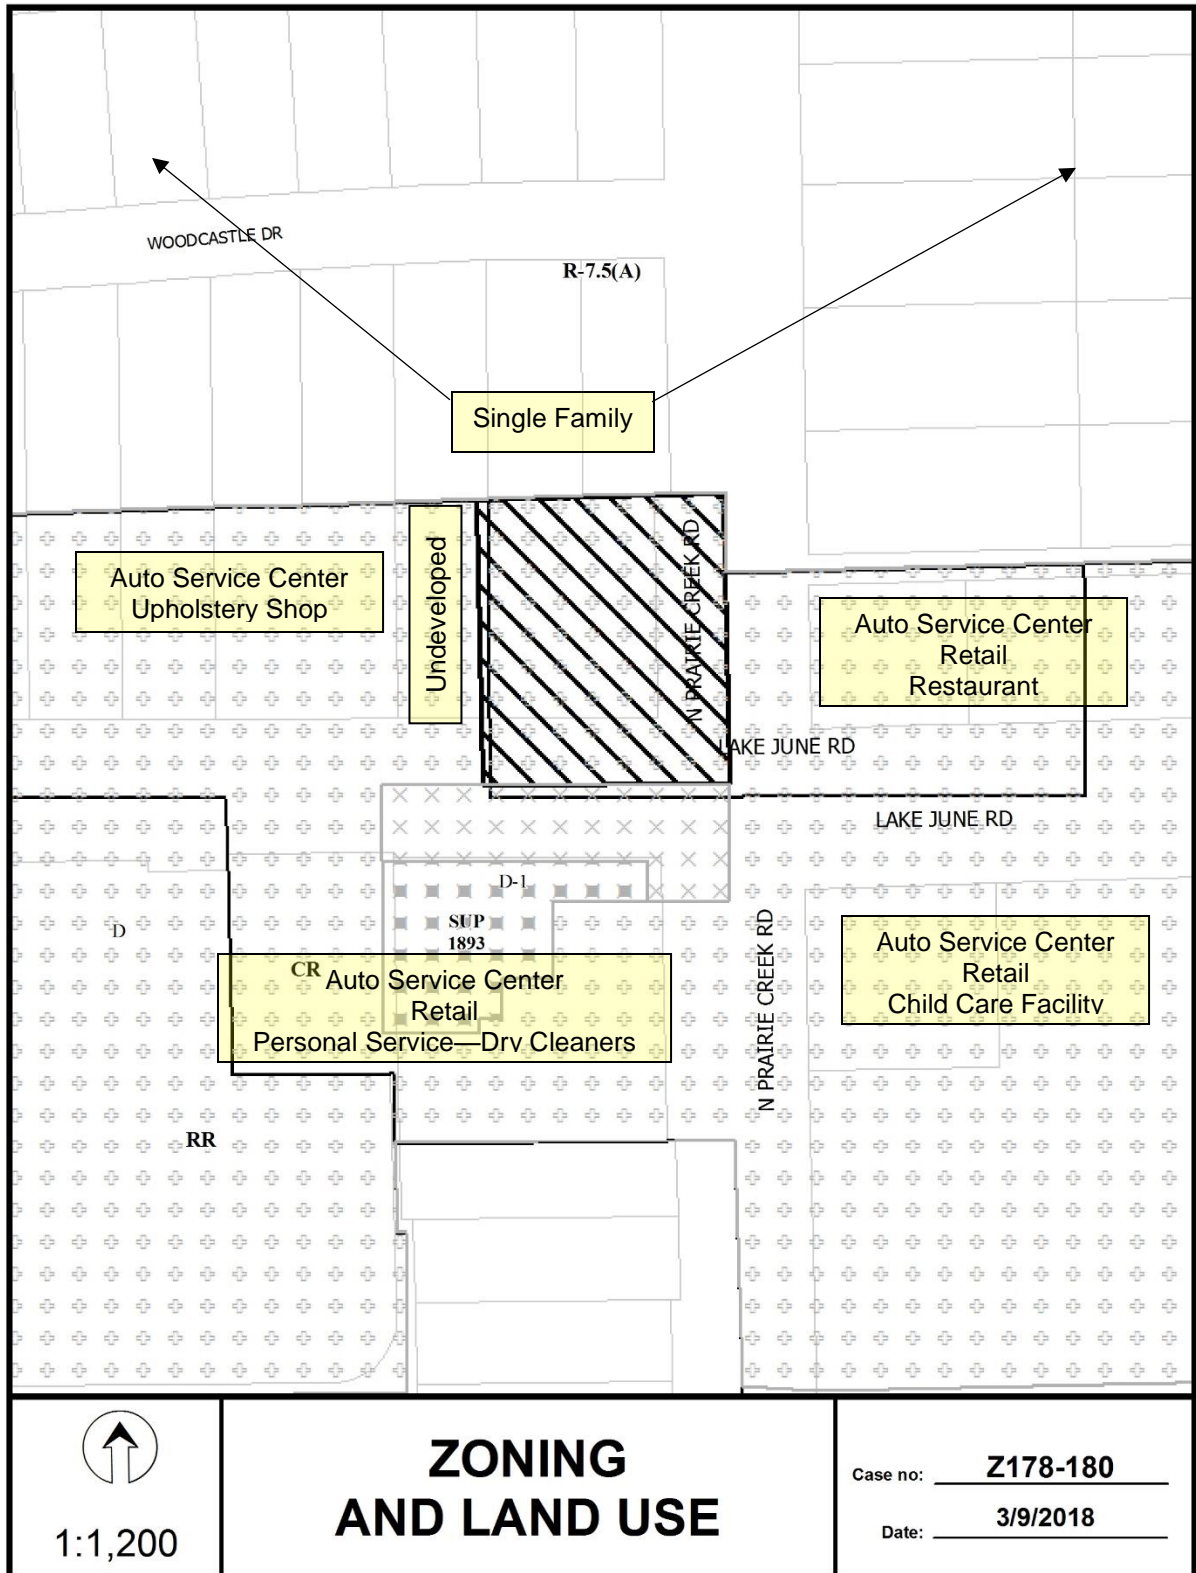 WOODCASTLE DR
R-7.5(A)
Single Family
Auto Service Center
Upholstery Shop
Undeveloped
N PRAIRIE CREEK RD
Auto Service Center
Retail
Restaurant
LAKE JUNE RD
LAKE JUNE RD
D-1
SUP
1893
D
CR
Auto Service Center
Retail
Personal Service—Dry Cleaners
N PRAIRIE CREEK RD
Auto Service Center
Retail
Child Care Facility
RR
1:1,200
ZONING
AND LAND USE
Case no: Z178-180
Date: 3/9/2018